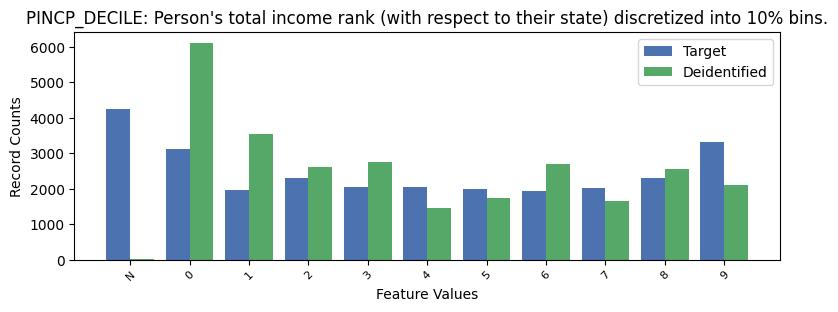 PINCP_DECILE: Person's total income rank (with respect to their state) discretized into 10% bins.
Target
Deidentified
Record Counts
6000
5000
4000
3000
2000
1000
0
N 0 1 2 3 4 5 6 7 8 9
Feature Values